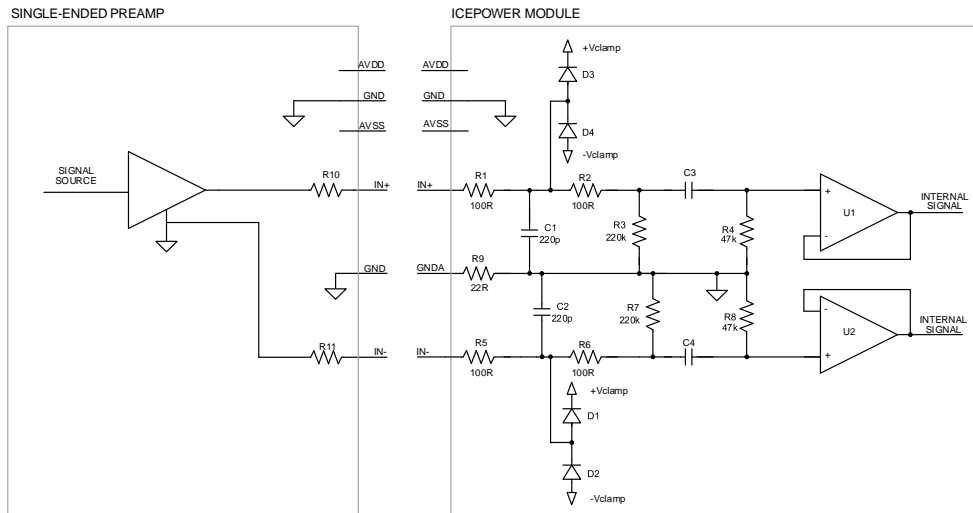 SINGLE-ENDED PREAMP
ICEPOWER MODULE
AVDD
AVDD
+Vclamp
D3
GND
GND
AVSS
AVSS
D4
-Vclamp
SIGNAL
SOURCE
R10
IN+
IN+
R1
100R
R2
100R
C3
+
-
U1
INTERNAL
SIGNAL
C1
220p
R3
220k
R4
47k
GND
GNDA
R9
22R
C2
220p
R7
220k
R8
47k
-
+
U2
INTERNAL
SIGNAL
R11
IN-
IN-
R5
100R
R6
100R
C4
+Vclamp
D1
D2
-Vclamp